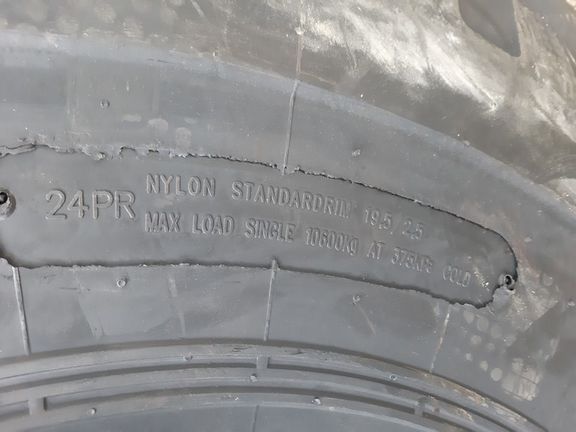 24PR
NYLON STANDARDRIM 19.5/2.5
MAX LOAD SINGLE 10600KG AT 375KPa COLD